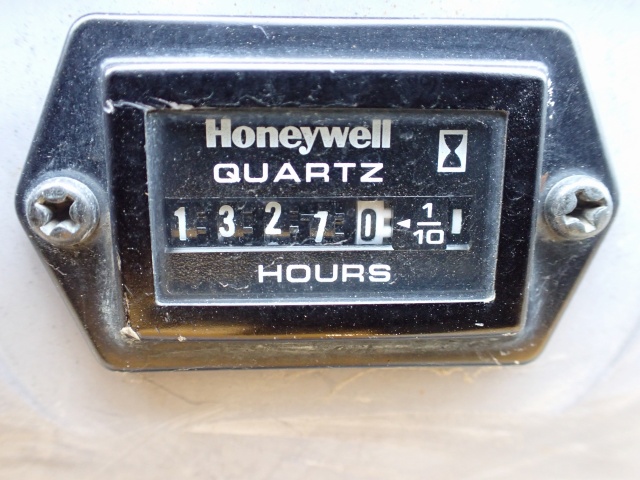 Honeywell
QUARTZ
1 3 2 7 0 ◄ 1/10
HOURS